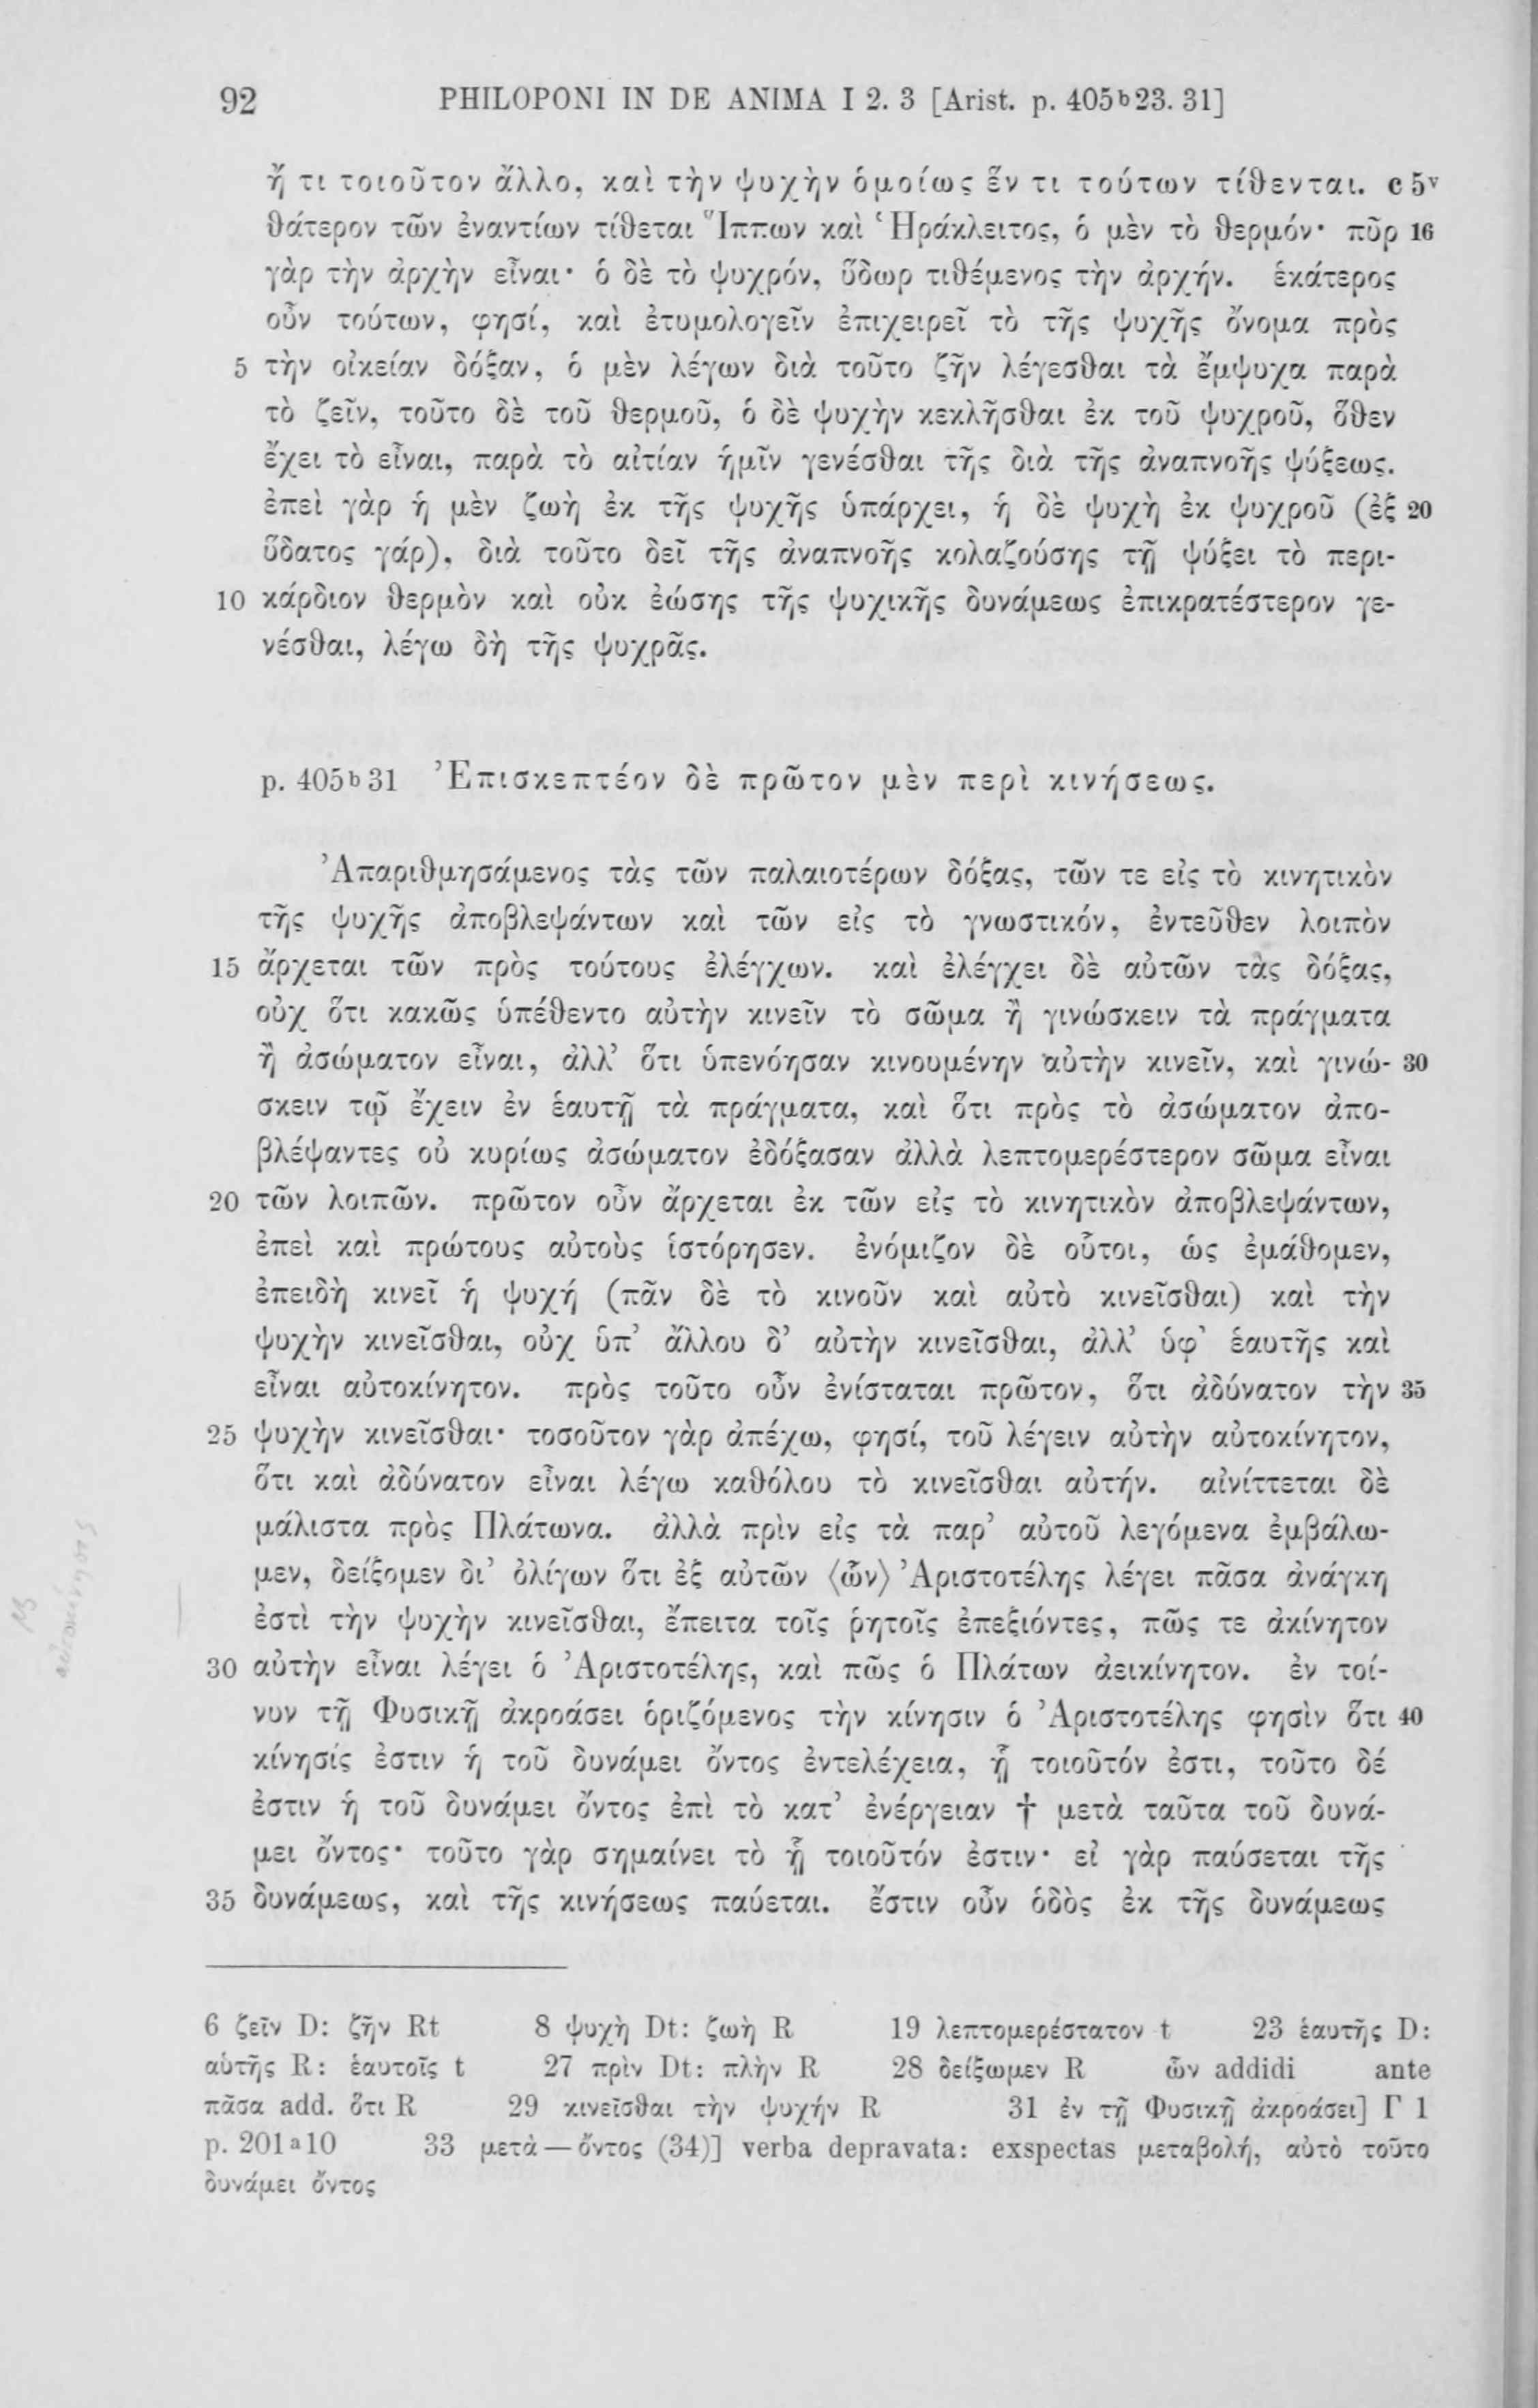 92 PHILOPONI IN DE ANIMA I 2. 3 [Arist. p. 405b23. 31]
ἤ τι τοιοῦτον ἄλλο, καὶ τὴν ψυχὴν ὁμοίως ἕν τι τούτων τίθενται. c 5v
θάτερον τῶν ἐναντίων τίθεται Ἵππων καὶ Ἡράκλειτος, ὁ μὲν τὸ θερμόν· πῦρ 16
γὰρ τὴν ἀρχὴν εἶναι· ὁ δὲ τὸ ψυχρόν, ὕδωρ τιθέμενος τὴν ἀρχήν. ἑκάτερος
οὖν τούτων, φησί, καὶ ἐτυμολογεῖν ἐπιχειρεῖ τὸ τῆς ψυχῆς ὄνομα πρὸς
5 τὴν οἰκείαν δόξαν, ὁ μὲν λέγων διὰ τοῦτο ζῆν λέγεσθαι τὰ ἔμψυχα παρὰ
τὸ ζεῖν, τοῦτο δὲ τοῦ θερμοῦ, ὁ δὲ ψυχὴν κεκλῆσθαι ἐκ τοῦ ψυχροῦ, ὅθεν
ἔχει τὸ εἶναι, παρὰ τὸ αἰτίαν ἡμῖν γενέσθαι τῆς διὰ τῆς ἀναπνοῆς ψύξεως.
ἐπεὶ γὰρ ἡ μὲν ζωὴ ἐκ τῆς ψυχῆς ὑπάρχει, ἡ δὲ ψυχὴ ἐκ ψυχροῦ (ἐξ 20
ὕδατος γάρ), διὰ τοῦτο δεῖ τῆς ἀναπνοῆς κολαζούσης τῇ ψύξει τὸ περι-
10 κάρδιον θερμὸν καὶ οὐκ ἐώσης τῆς ψυχικῆς δυνάμεως ἐπικρατέστερον γε-
νέσθαι, λέγω δὴ τῆς ψυχρᾶς.
p. 405b31 Ἐπισκεπτέον δὲ πρῶτον μὲν περὶ κινήσεως.
Ἀπαριθμησάμενος τὰς τῶν παλαιοτέρων δόξας, τῶν τε εἰς τὸ κινητικὸν
τῆς ψυχῆς ἀποβλεψάντων καὶ τῶν εἰς τὸ γνωστικόν, ἐντεῦθεν λοιπὸν
15 ἄρχεται τῶν πρὸς τούτους ἐλέγχων. καὶ ἐλέγχει δὲ αὐτῶν τὰς δόξας,
οὐχ ὅτι κακῶς ὑπέθεντο αὐτὴν κινεῖν τὸ σῶμα ἢ γινώσκειν τὰ πράγματα
ἢ ἀσώματον εἶναι, ἀλλ’ ὅτι ὑπενόησαν κινουμένην αὐτὴν κινεῖν, καὶ γινώ- 30
σκειν τῷ ἔχειν ἐν ἑαυτῇ τὰ πράγματα, καὶ ὅτι πρὸς τὸ ἀσώματον ἀπο-
βλέψαντες οὐ κυρίως ἀσώματον ἐδόξασαν ἀλλὰ λεπτομερέστερον σῶμα εἶναι
20 τῶν λοιπῶν. πρῶτον οὖν ἄρχεται ἐκ τῶν εἰς τὸ κινητικὸν ἀποβλεψάντων,
ἐπεὶ καὶ πρώτους αὐτοὺς ἱστόρησεν. ἐνόμιζον δὲ οὗτοι, ὡς ἐμάθομεν,
ἐπειδὴ κινεῖ ἡ ψυχή (πᾶν δὲ τὸ κινοῦν καὶ αὐτὸ κινεῖσθαι) καὶ τὴν
ψυχὴν κινεῖσθαι, οὐχ ὑπ’ ἄλλου δ’ αὐτὴν κινεῖσθαι, ἀλλ’ ὑφ’ ἑαυτῆς καὶ
εἶναι αὐτοκίνητον. πρὸς τοῦτο οὖν ἐνίσταται πρῶτον, ὅτι ἀδύνατον τὴν 35
25 ψυχὴν κινεῖσθαι· τοσοῦτον γὰρ ἀπέχω, φησί, τοῦ λέγειν αὐτὴν αὐτοκίνητον,
ὅτι καὶ ἀδύνατον εἶναι λέγω καθόλου τὸ κινεῖσθαι αὐτήν. αἰνίττεται δὲ
μάλιστα πρὸς Πλάτωνα. ἀλλὰ πρὶν εἰς τὰ παρ’ αὐτοῦ λεγόμενα ἐμβάλω-
μεν, δείξομεν δι’ ὀλίγων ὅτι ἐξ αὐτῶν ⟨ὧν⟩ Ἀριστοτέλης λέγει πᾶσα ἀνάγκη
ἐστὶ τὴν ψυχὴν κινεῖσθαι, ἔπειτα τοῖς ῥητοῖς ἐπεξιόντες, πῶς τε ἀκίνητον
30 αὐτὴν εἶναι λέγει ὁ Ἀριστοτέλης, καὶ πῶς ὁ Πλάτων ἀεικίνητον. ἐν τοί-
νυν τῇ Φυσικῇ ἀκροάσει ὁριζόμενος τὴν κίνησιν ὁ Ἀριστοτέλης φησὶν ὅτι 40
κίνησίς ἐστιν ἡ τοῦ δυνάμει ὄντος ἐντελέχεια, ᾗ τοιοῦτόν ἐστι, τοῦτο δέ
ἐστιν ἡ τοῦ δυνάμει ὄντος ἐπὶ τὸ κατ’ ἐνέργειαν † μετὰ ταῦτα τοῦ δυνά-
μει ὄντος· τοῦτο γὰρ σημαίνει τὸ ᾗ τοιοῦτόν ἐστιν· εἰ γὰρ παύσεται τῆς
35 δυνάμεως, καὶ τῆς κινήσεως παύεται. ἔστιν οὖν ὁδὸς ἐκ τῆς δυνάμεως
6 ζεῖν D: ζῆν Rt 8 ψυχὴ Dt: ζωὴ R 19 λεπτομερέστατον t 23 ἑαυτῆς D:
αὐτῆς R: ἑαυτοῖς t 27 πρὶν Dt: πλὴν R 28 δείξωμεν R ὧν addidi ante
πᾶσα add. ὅτι R 29 κινεῖσθαι τὴν ψυχήν R 31 ἐν τῇ Φυσικῇ ἀκροάσει] Γ 1
p. 201a10 33 μετὰ — ὄντος (34)] verba depravata: exspectas μεταβολή, αὐτὸ τοῦτο
δυνάμει ὄντος